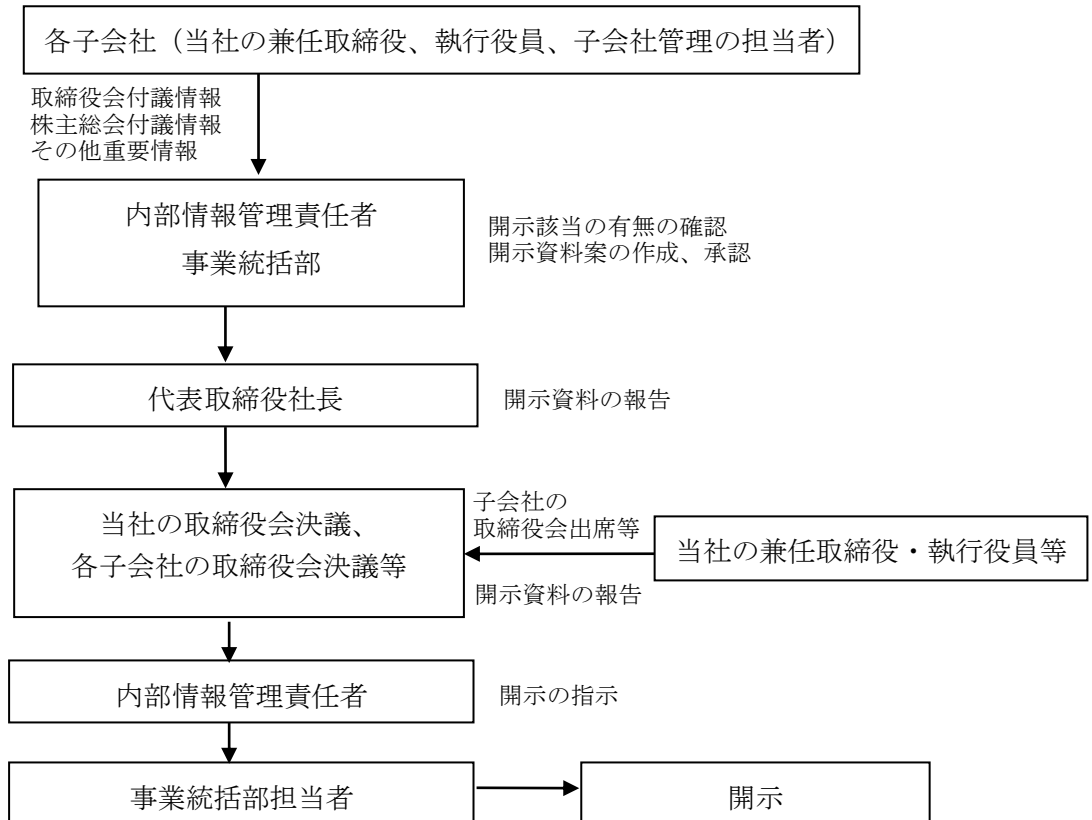 各子会社（当社の兼任取締役、執行役員、子会社管理の担当者）
取締役会付議情報
株主総会付議情報
その他重要情報
内部情報管理責任者
事業統括部
開示該当の有無の確認
開示資料案の作成、承認
代表取締役社長
開示資料の報告
当社の取締役会決議、
各子会社の取締役会決議等
子会社の
取締役会出席等
当社の兼任取締役・執行役員等
開示資料の報告
内部情報管理責任者
開示の指示
事業統括部担当者
開示